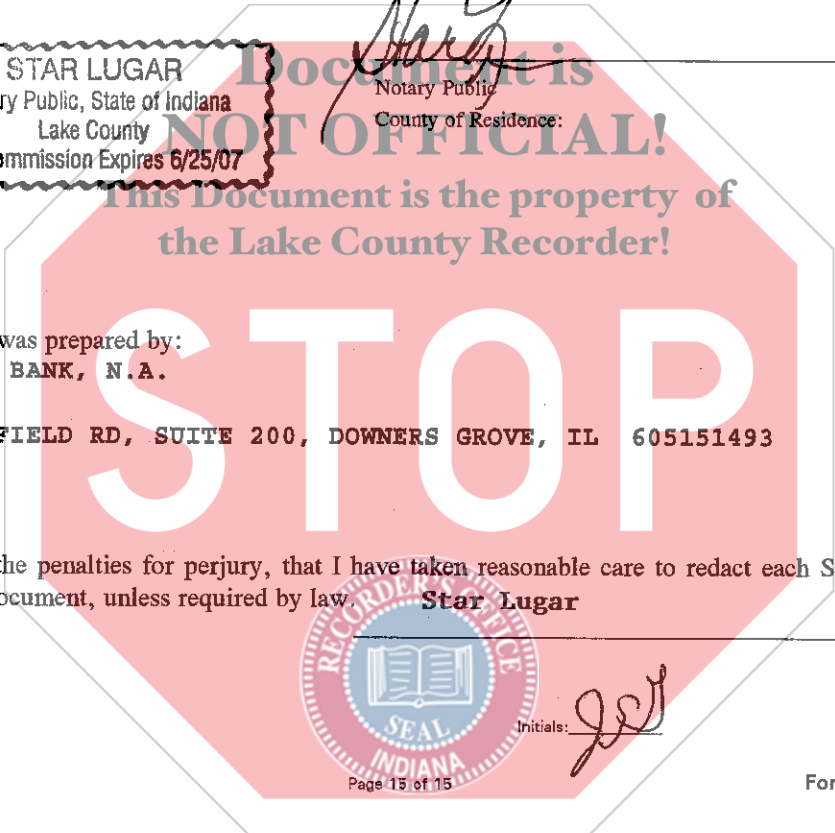 STAR LUGAR
ry Public, State of Indiana
Lake County
mmission Expires 6/25/07
Notary Public
County of Residence:
Document is
NOT OFFICIAL!
This Document is the property of
the Lake County Recorder!
STOP
was prepared by:
BANK, N.A.
FIELD RD, SUITE 200, DOWNERS GROVE, IL 605151493
the penalties for perjury, that I have taken reasonable care to redact each S
ocument, unless required by law. Star Lugar
RECORDER'S OFFICE
SEAL
INDIANA
Initials:
Page 15 of 15
For